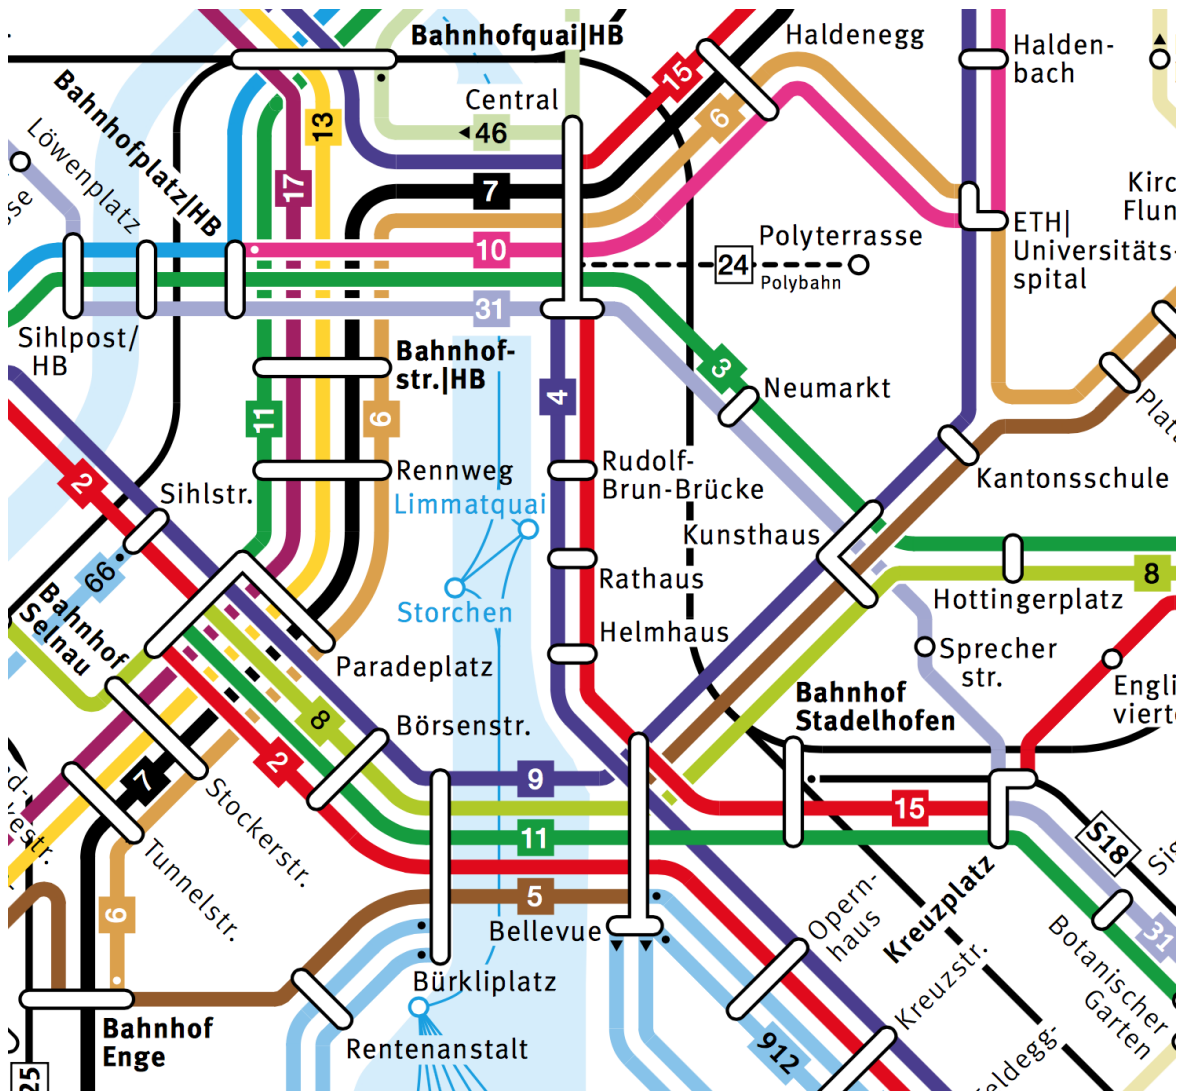 Bahnhofquai|HB
Haldenegg
Halden-
bach
15
Central
6
46
13
Bahnhofplatz|HB
Löwenplatz
17
7
Kirc
Flun
ETH|
Universitäts-
spital
Polyterrasse
24
Polybahn
10
31
Sihlpost/
HB
Bahnhof-
str.|HB
3
4
Neumarkt
11
6
Platt
Rennweg
Rudolf-
Brun-Brücke
Kantonsschule
2
Sihlstr.
Limmatquai
Kunsthaus
66
Rathaus
8
Storchen
Hottingerplatz
Bahnhof
Selnau
Helmhaus
Sprecher
str.
Paradeplatz
Bahnhof
Stadelhofen
Engli
vierte
8
Börsenstr.
2
7
9
15
Stockerstr.
11
S18
Tunnelstr.
5
6
Bellevue
Opern-
haus
Kreuzplatz
31
Botanischer
Garten
Bürkliplatz
Kreuzstr.
Bahnhof
Enge
Rentenanstalt
912
25
eldegg-